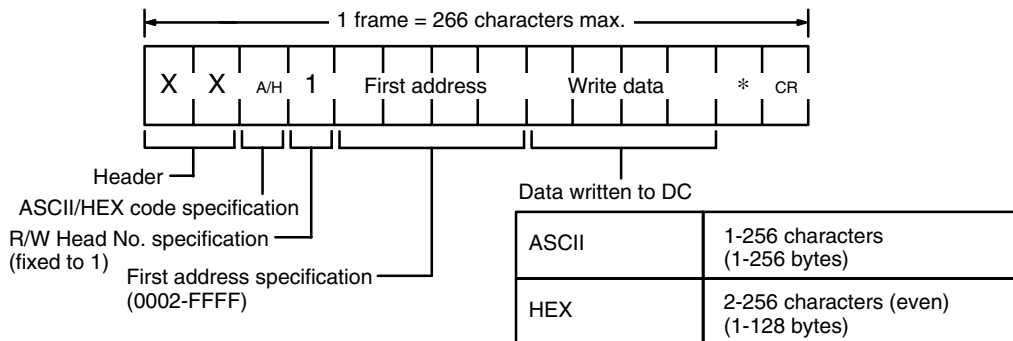 1 frame = 266 characters max.
X X A/H 1 First address Write data * CR
Header
ASCII/HEX code specification
R/W Head No. specification
(fixed to 1)
First address specification
(0002-FFFF)
Data written to DC
ASCII 1-256 characters
(1-256 bytes)
HEX 2-256 characters (even)
(1-128 bytes)